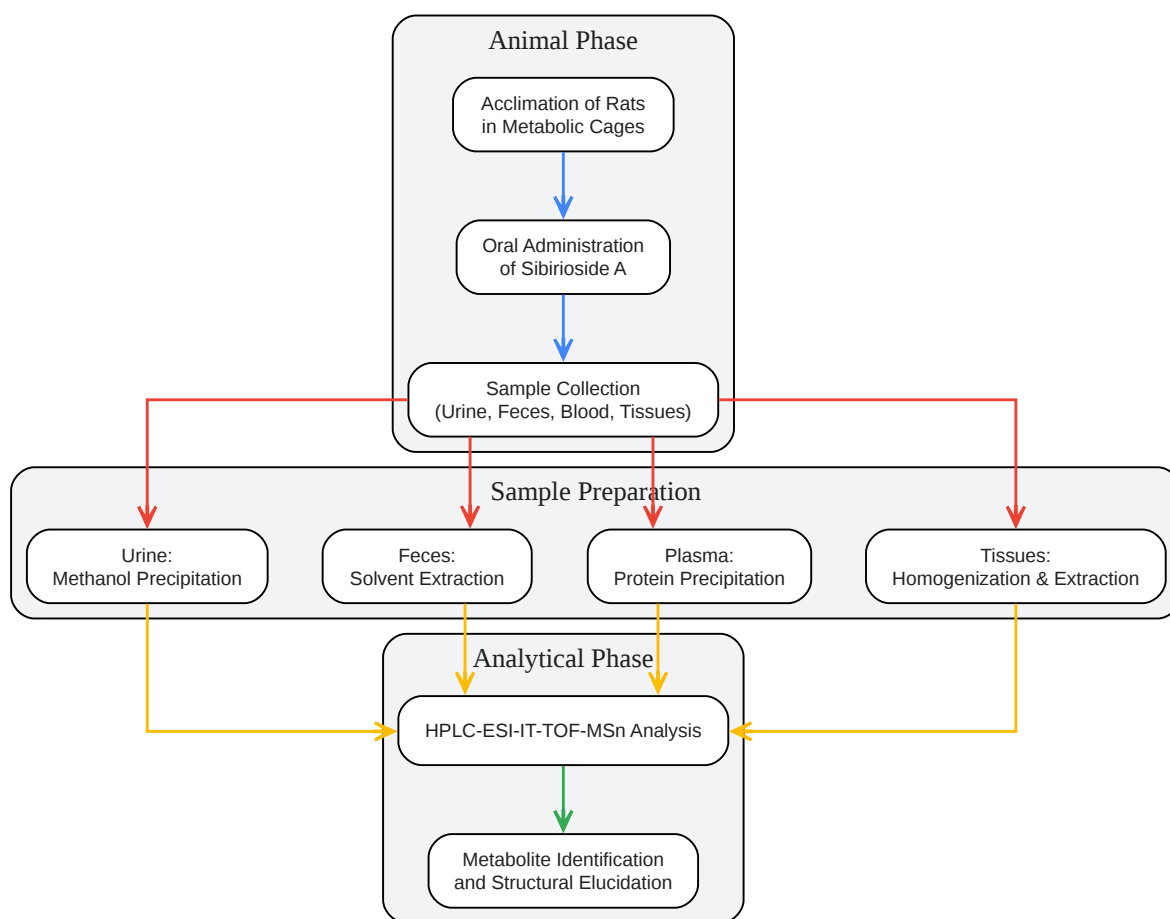 Animal Phase
Acclimation of Rats
in Metabolic Cages
Oral Administration
of Sibirioside A
Sample Collection
(Urine, Feces, Blood, Tissues)
Sample Preparation
Urine:
Methanol Precipitation
Feces:
Solvent Extraction
Plasma:
Protein Precipitation
Tissues:
Homogenization & Extraction
Analytical Phase
HPLC-ESI-IT-TOF-MSn Analysis
Metabolite Identification
and Structural Elucidation